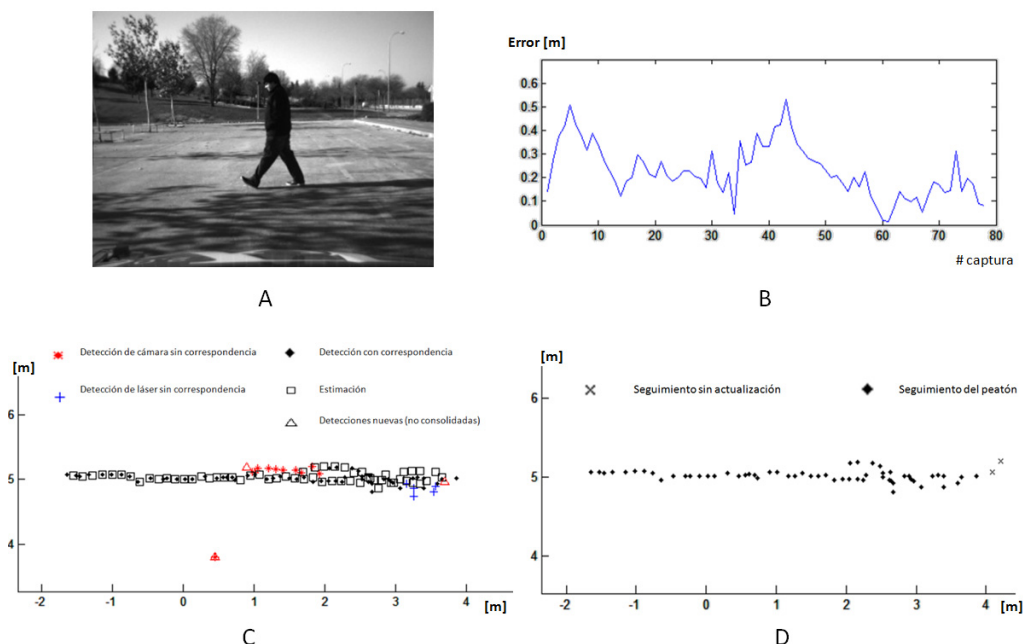 Error [m]
0.6
0.5
0.4
0.3
0.2
0.1
0
0 10 20 30 40 50 60 70 80
# captura
A
B
Detección de cámara sin correspondencia
Detección con correspondencia
[m]
Detección de láser sin correspondencia
Estimación
Detecciones nuevas (no consolidadas)
6
5
4
-2 -1 0 1 2 3 4
[m]
C
[m]
Seguimiento sin actualización
Seguimiento del peatón
6
5
4
-2 -1 0 1 2 3 4
[m]
D